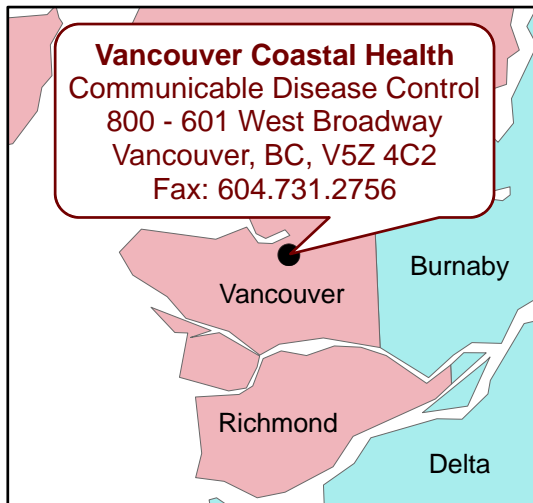 Vancouver Coastal Health
Communicable Disease Control
800 - 601 West Broadway
Vancouver, BC, V5Z 4C2
Fax: 604.731.2756
Burnaby
Vancouver
Richmond
Delta